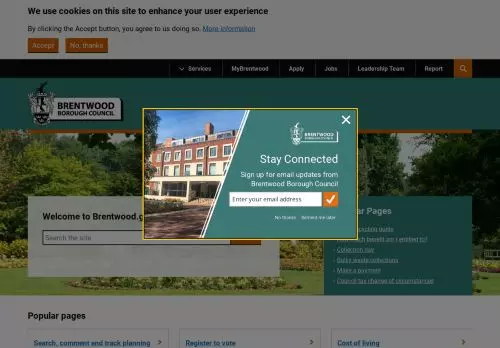 We use cookies on this site to enhance your user experience
By clicking the Accept button, you agree to us doing so. More information
Accept No, thanks
Services MyBrentwood Apply Jobs Leadership Team Report
BRENTWOOD
BOROUGH COUNCIL
BRENTWOOD
BOROUGH COUNCIL
Stay Connected
Sign up for email updates from
Brentwood Borough Council
Enter your email address
No thanks Remind me later
Welcome to Brentwood.g
Search the site
ar Pages
benefit am I entitled to?
Collection day
Bulky waste collections
Make a payment
Council tax change of circumstances
Popular pages
Search, comment and track planning
Register to vote
Cost of living